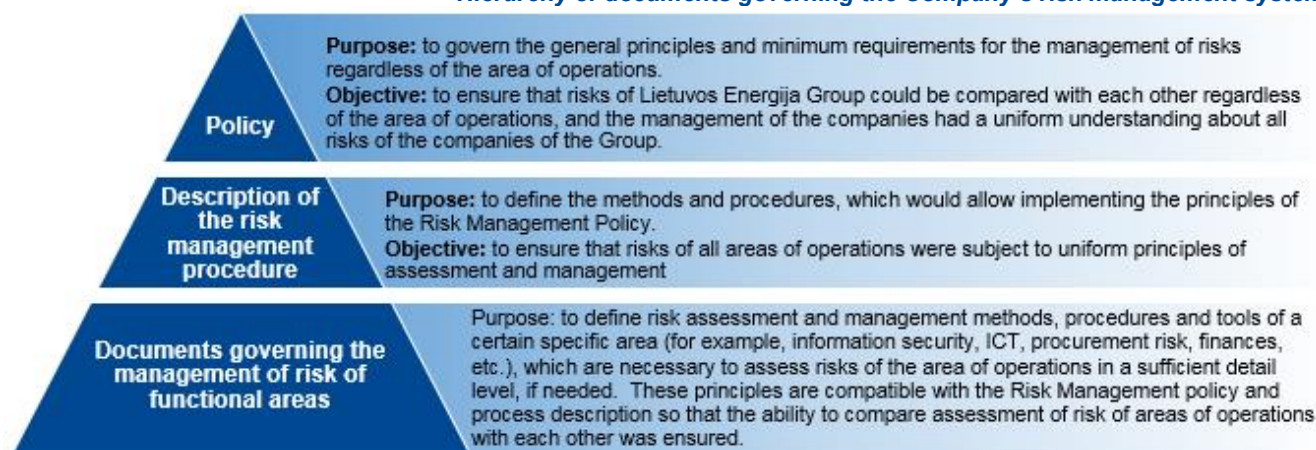 Hierarchy of documents governing the Company's risk management system
Policy
Purpose: to govern the general principles and minimum requirements for the management of risks
regardless of the area of operations.
Objective: to ensure that risks of Lietuvos Energija Group could be compared with each other regardless
of the area of operations, and the management of the companies had a uniform understanding about all
risks of the companies of the Group.
Description of
the risk
management
procedure
Purpose: to define the methods and procedures, which would allow implementing the principles of
the Risk Management Policy.
Objective: to ensure that risks of all areas of operations were subject to uniform principles of
assessment and management
Documents governing the
management of risk of
functional areas
Purpose: to define risk assessment and management methods, procedures and tools of a
certain specific area (for example, information security, ICT, procurement risk, finances,
etc.), which are necessary to assess risks of the area of operations in a sufficient detail
level, if needed. These principles are compatible with the Risk Management policy and
process description so that the ability to compare assessment of risk of areas of operations
with each other was ensured.